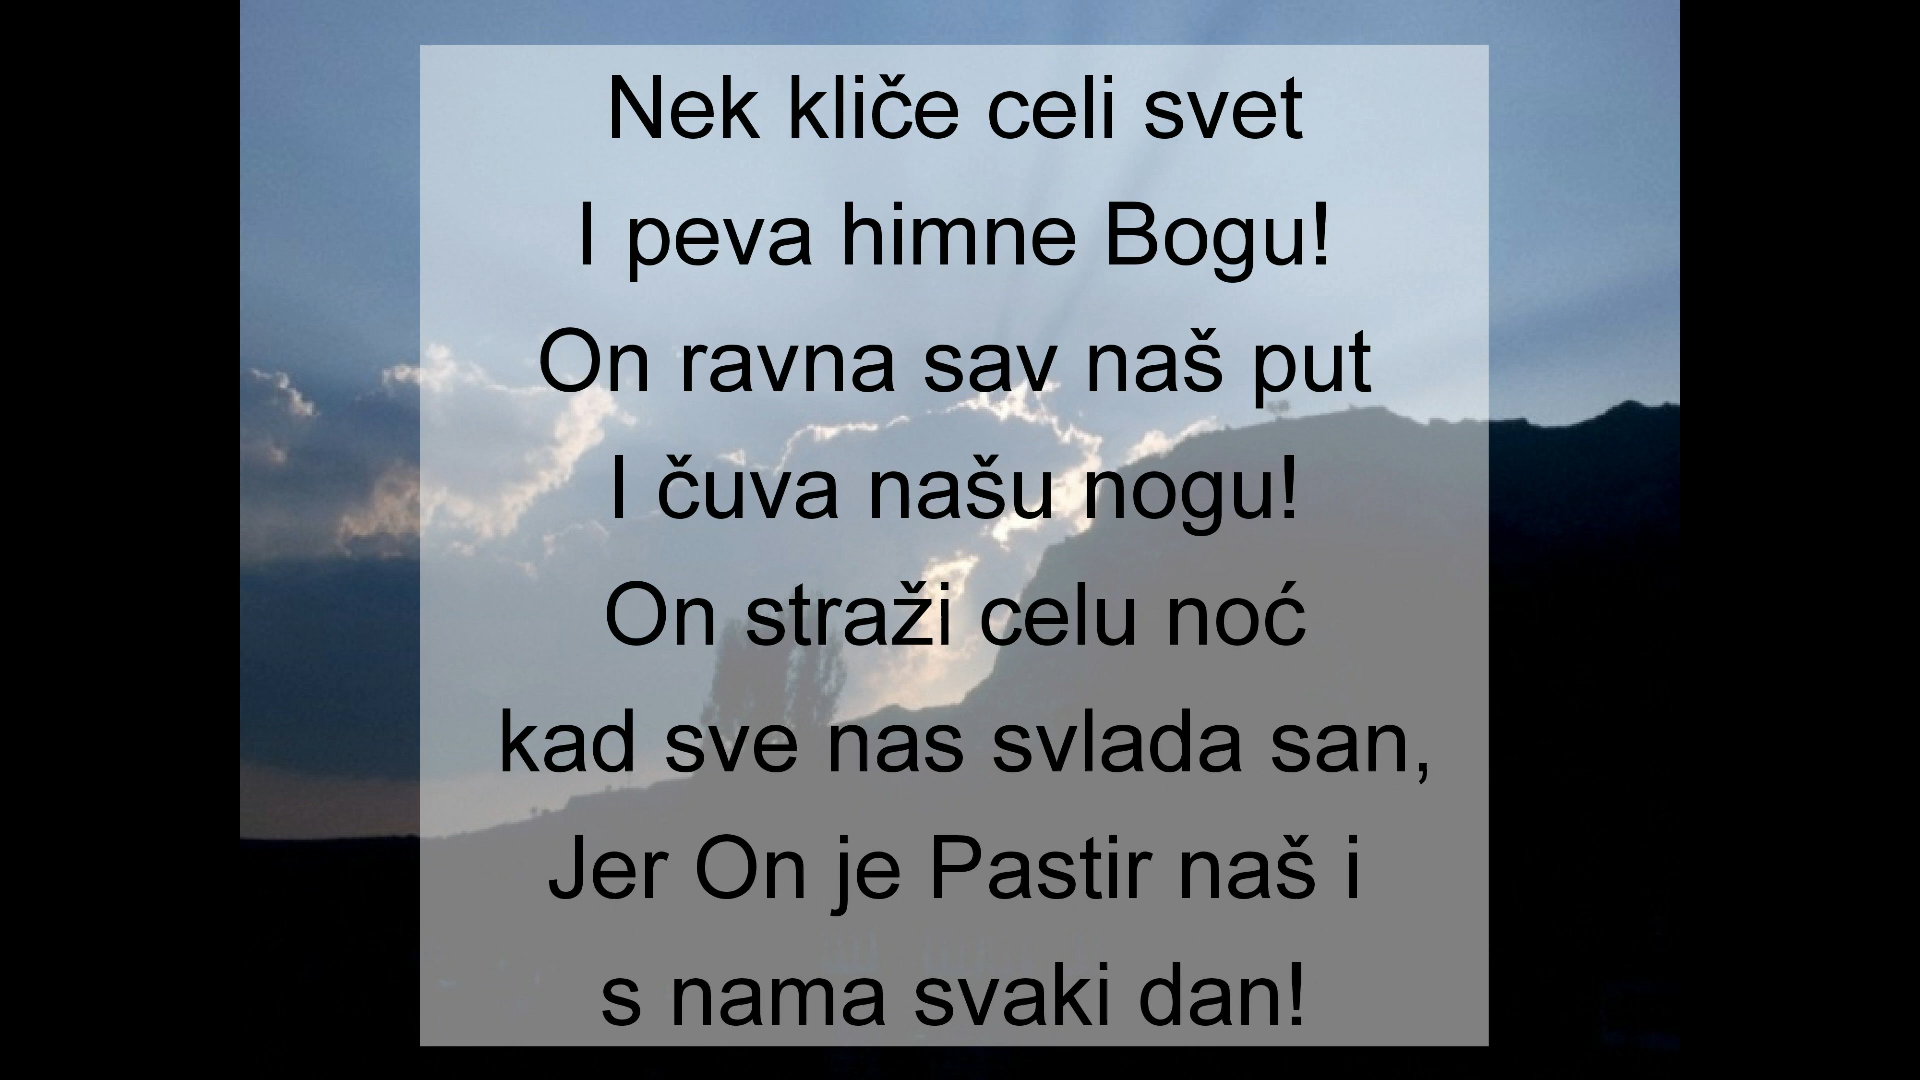 Nek kliče celi svet
I peva himne Bogu!
On ravna sav naš put
I čuva našu nogu!
On straži celu noć
kad sve nas svlada san,
Jer On je Pastir naš i
s nama svaki dan!